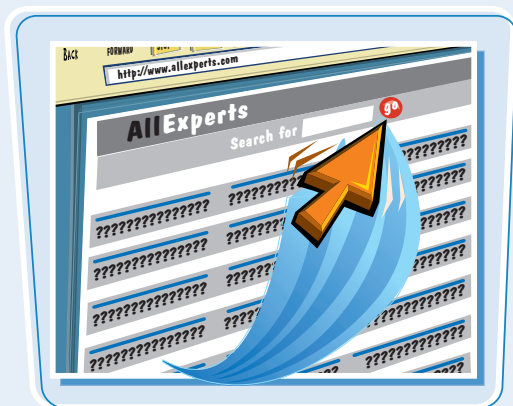 BACK FORWARD
http://www.allexperts.com
AllExperts
Search for go
??????????????? ?????????? ?????????
??????????????? ????? ??????
??????????????? ????? ??????
??????????????? ???? ????????
??????????????? ??? ???????????
?????????????